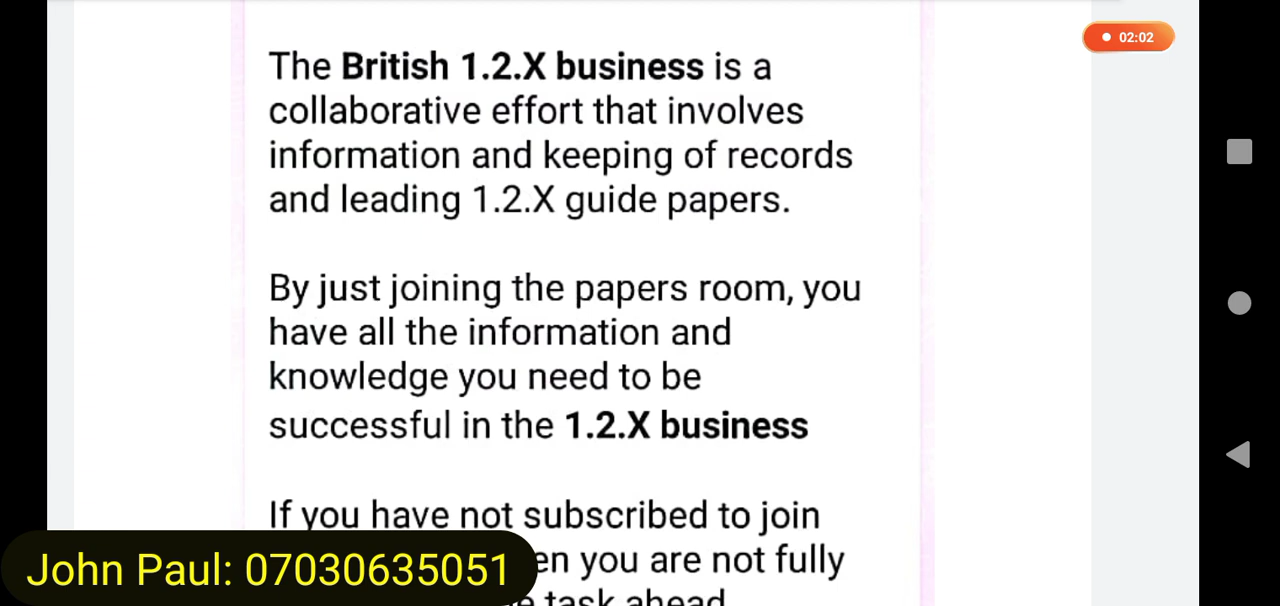 02:02
The British 1.2.X business is a
collaborative effort that involves
information and keeping of records
and leading 1.2.X guide papers.
By just joining the papers room, you
have all the information and
knowledge you need to be
successful in the 1.2.X business
If you have not subscribed to join
en you are not fully
task ahead
John Paul: 07030635051